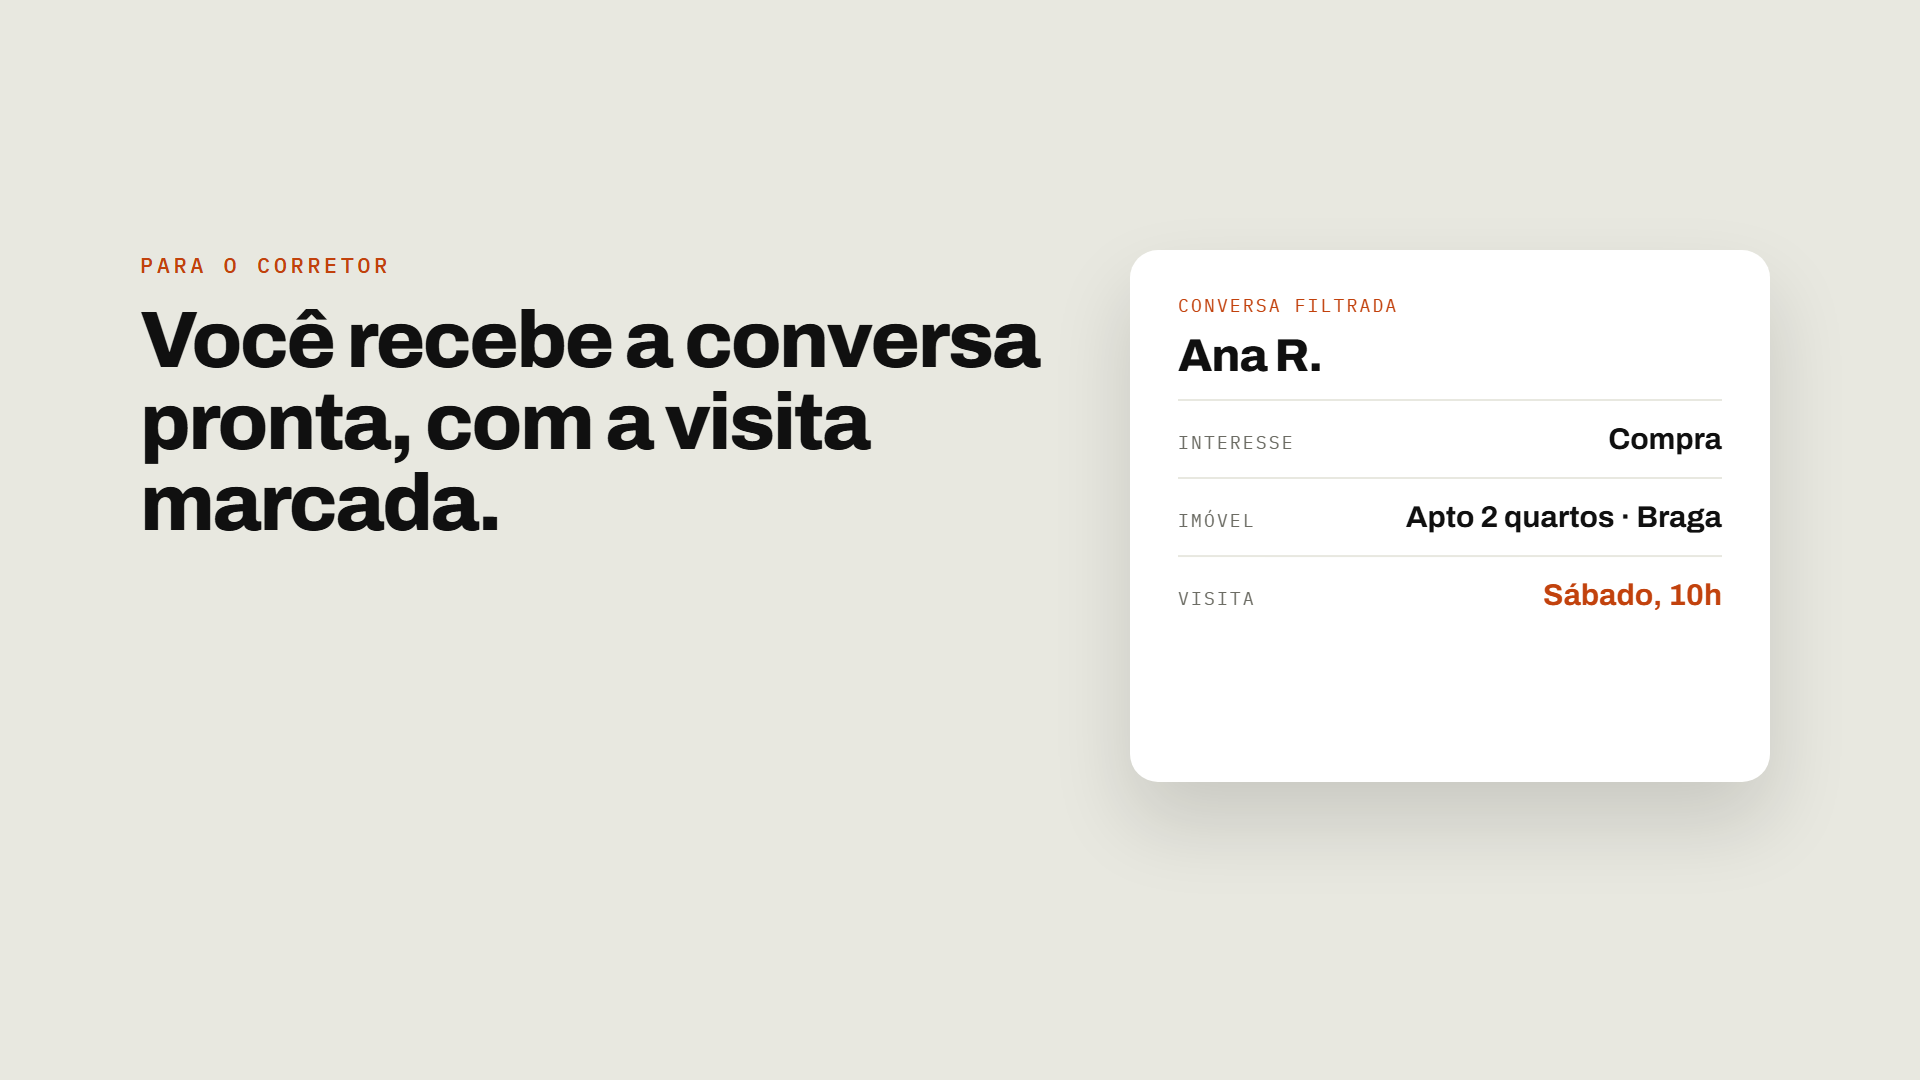 PARA O CORRETOR
Você recebe a conversa
pronta, com a visita
marcada.
CONVERSA FILTRADA
Ana R.
INTERESSE Compra
IMÓVEL Apto 2 quartos · Braga
VISITA Sábado, 10h